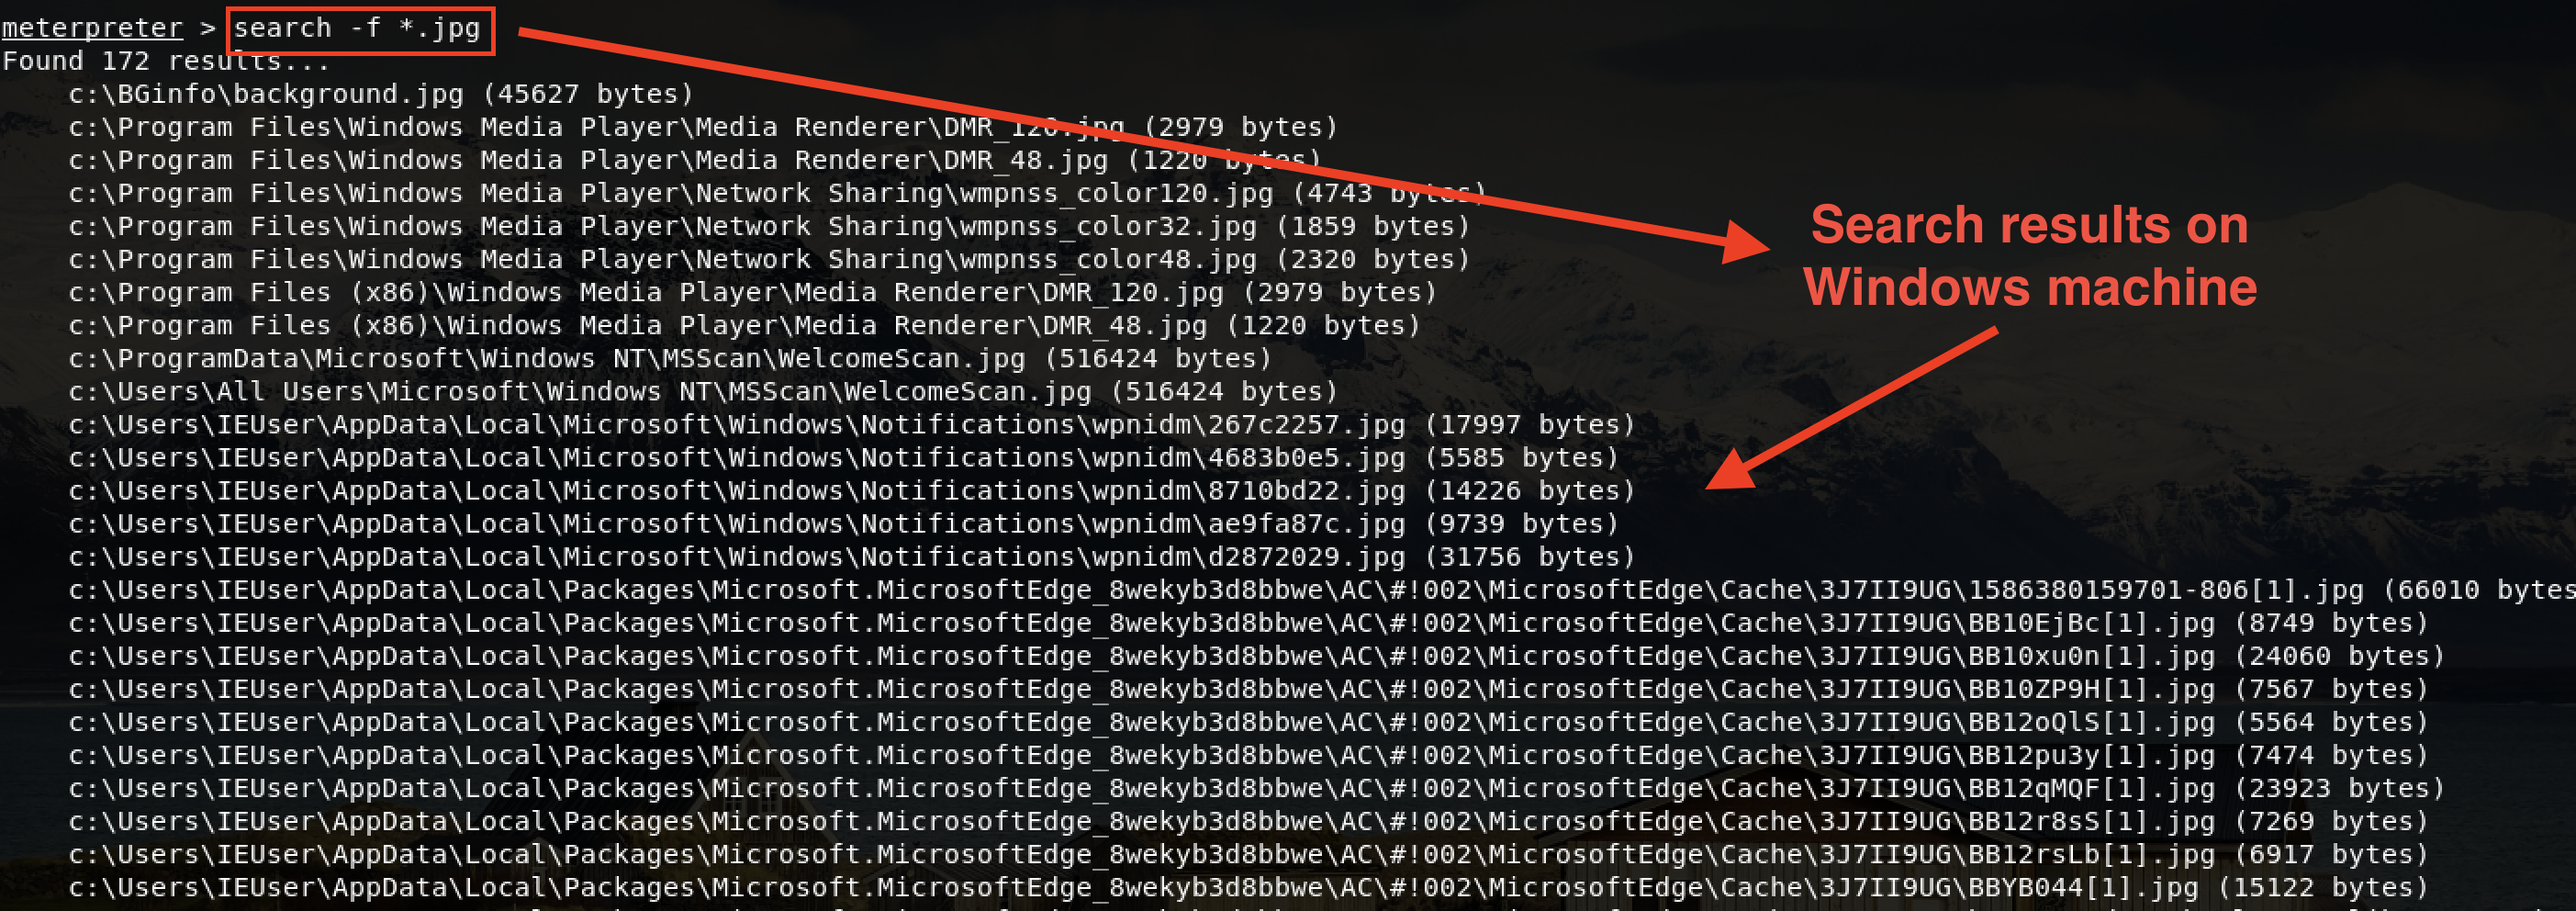 meterpreter > search -f *.jpg
Found 172 results...
c:\BGinfo\background.jpg (45627 bytes)
c:\Program Files\Windows Media Player\Media Renderer\DMR_120.jpg (2979 bytes)
c:\Program Files\Windows Media Player\Media Renderer\DMR_48.jpg (1220 bytes)
c:\Program Files\Windows Media Player\Network Sharing\wmpnss_color120.jpg (4743 bytes)
c:\Program Files\Windows Media Player\Network Sharing\wmpnss_color32.jpg (1859 bytes)
c:\Program Files\Windows Media Player\Network Sharing\wmpnss_color48.jpg (2320 bytes)
c:\Program Files (x86)\Windows Media Player\Media Renderer\DMR_120.jpg (2979 bytes)
c:\Program Files (x86)\Windows Media Player\Media Renderer\DMR_48.jpg (1220 bytes)
c:\ProgramData\Microsoft\Windows NT\MSScan\WelcomeScan.jpg (516424 bytes)
c:\Users\All Users\Microsoft\Windows NT\MSScan\WelcomeScan.jpg (516424 bytes)
c:\Users\IEUser\AppData\Local\Microsoft\Windows\Notifications\wpnidm\267c2257.jpg (17997 bytes)
c:\Users\IEUser\AppData\Local\Microsoft\Windows\Notifications\wpnidm\4683b0e5.jpg (5585 bytes)
c:\Users\IEUser\AppData\Local\Microsoft\Windows\Notifications\wpnidm\8710bd22.jpg (14226 bytes)
c:\Users\IEUser\AppData\Local\Microsoft\Windows\Notifications\wpnidm\ae9fa87c.jpg (9739 bytes)
c:\Users\IEUser\AppData\Local\Microsoft\Windows\Notifications\wpnidm\d2872029.jpg (31756 bytes)
c:\Users\IEUser\AppData\Local\Packages\Microsoft.MicrosoftEdge_8wekyb3d8bbwe\AC\#!002\MicrosoftEdge\Cache\3J7II9UG\1586380159701-806[1].jpg (66010 bytes
c:\Users\IEUser\AppData\Local\Packages\Microsoft.MicrosoftEdge_8wekyb3d8bbwe\AC\#!002\MicrosoftEdge\Cache\3J7II9UG\BB10EjBc[1].jpg (8749 bytes)
c:\Users\IEUser\AppData\Local\Packages\Microsoft.MicrosoftEdge_8wekyb3d8bbwe\AC\#!002\MicrosoftEdge\Cache\3J7II9UG\BB10xu0n[1].jpg (24060 bytes)
c:\Users\IEUser\AppData\Local\Packages\Microsoft.MicrosoftEdge_8wekyb3d8bbwe\AC\#!002\MicrosoftEdge\Cache\3J7II9UG\BB10ZP9H[1].jpg (7567 bytes)
c:\Users\IEUser\AppData\Local\Packages\Microsoft.MicrosoftEdge_8wekyb3d8bbwe\AC\#!002\MicrosoftEdge\Cache\3J7II9UG\BB12oQlS[1].jpg (5564 bytes)
c:\Users\IEUser\AppData\Local\Packages\Microsoft.MicrosoftEdge_8wekyb3d8bbwe\AC\#!002\MicrosoftEdge\Cache\3J7II9UG\BB12pu3y[1].jpg (7474 bytes)
c:\Users\IEUser\AppData\Local\Packages\Microsoft.MicrosoftEdge_8wekyb3d8bbwe\AC\#!002\MicrosoftEdge\Cache\3J7II9UG\BB12qMQF[1].jpg (23923 bytes)
c:\Users\IEUser\AppData\Local\Packages\Microsoft.MicrosoftEdge_8wekyb3d8bbwe\AC\#!002\MicrosoftEdge\Cache\3J7II9UG\BB12r8sS[1].jpg (7269 bytes)
c:\Users\IEUser\AppData\Local\Packages\Microsoft.MicrosoftEdge_8wekyb3d8bbwe\AC\#!002\MicrosoftEdge\Cache\3J7II9UG\BB12rsLb[1].jpg (6917 bytes)
c:\Users\IEUser\AppData\Local\Packages\Microsoft.MicrosoftEdge_8wekyb3d8bbwe\AC\#!002\MicrosoftEdge\Cache\3J7II9UG\BBYB044[1].jpg (15122 bytes)
Search results on
Windows machine